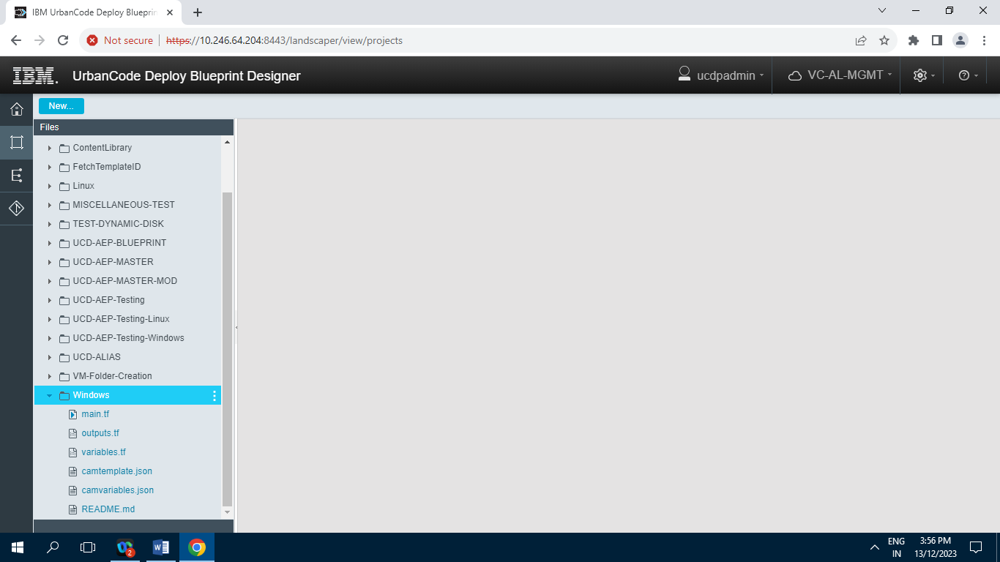 IBM UrbanCode Deploy Blueprin
Not secure https://10.246.64.204:8443/landscaper/view/projects
IBM. UrbanCode Deploy Blueprint Designer ucdpadmin VC-AL-MGMT
New...
Files
ContentLibrary
FetchTemplateID
Linux
MISCELLANEOUS-TEST
TEST-DYNAMIC-DISK
UCD-AEP-BLUEPRINT
UCD-AEP-MASTER
UCD-AEP-MASTER-MOD
UCD-AEP-Testing
UCD-AEP-Testing-Linux
UCD-AEP-Testing-Windows
UCD-ALIAS
VM-Folder-Creation
Windows
main.tf
outputs.tf
variables.tf
camtemplate.json
camvariables.json
README.md
2
W
ENG 3:56 PM
IN 13/12/2023